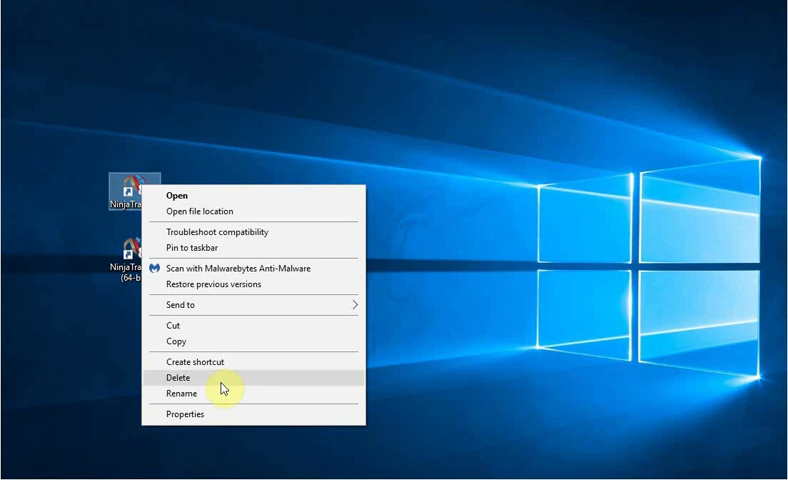 Open
Open file location
Troubleshoot compatibility
Pin to taskbar
Scan with Malwarebytes Anti-Malware
Restore previous versions
Send to
Cut
Copy
Create shortcut
Delete
Rename
Properties